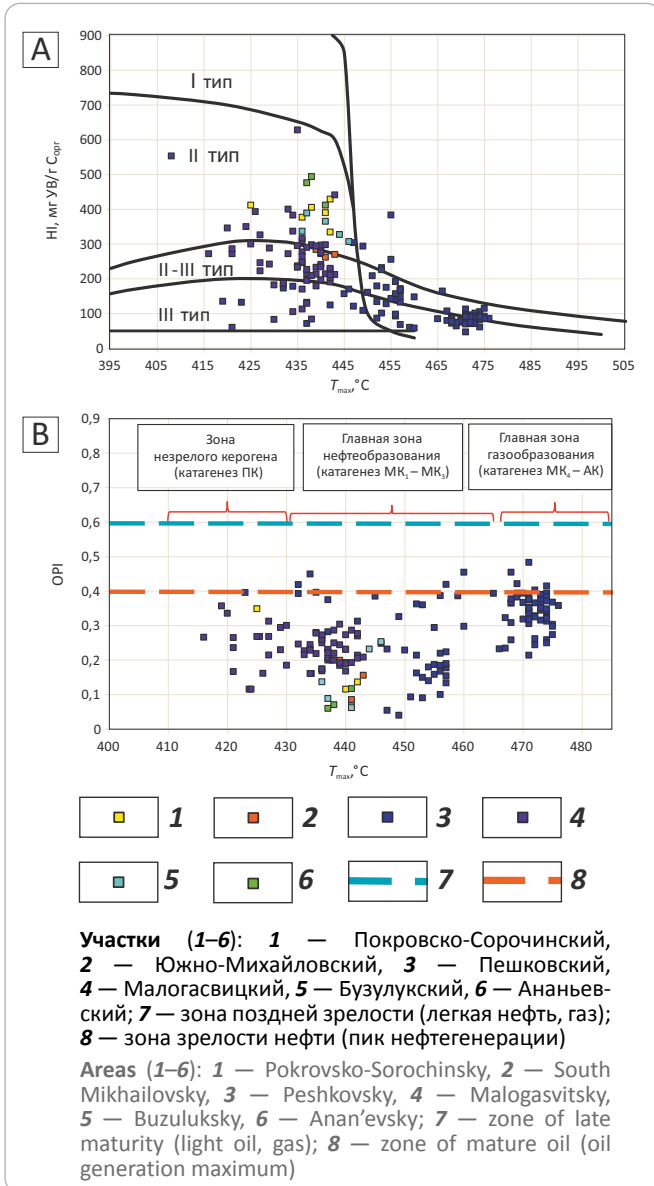 A
900
800
700
600
500
400
300
200
100
0
HI, мг УВ/г Cорг
I тип
II тип
II-III тип
III тип
395 405 415 425 435 445 455 465 475 485 495 505
Tmax,°C
B
0,9
0,8
0,7
0,6
0,5
0,4
0,3
0,2
0,1
0
OPI
Зона
незрелого керогена
(катагенез ПК)
Главная зона
нефтеобразования
(катагенез МК1 – МК3)
Главная зона
газообразования
(катагенез МК4 – АК)
400 410 420 430 440 450 460 470 480
Tmax,°C
1 2 3 4
5 6 7 8
Участки (1–6): 1 — Покровско-Сорочинский,
2 — Южно-Михайловский, 3 — Пешковский,
4 — Малогасвицкий, 5 — Бузулукский, 6 — Ананьев-
ский; 7 — зона поздней зрелости (легкая нефть, газ);
8 — зона зрелости нефти (пик нефтегенерации)
Areas (1–6): 1 — Pokrovsko-Sorochinsky, 2 — South
Mikhailovsky, 3 — Peshkovsky, 4 — Malogasvitsky,
5 — Buzuluksky, 6 — Anan’evsky; 7 — zone of late
maturity (light oil, gas); 8 — zone of mature oil (oil
generation maximum)